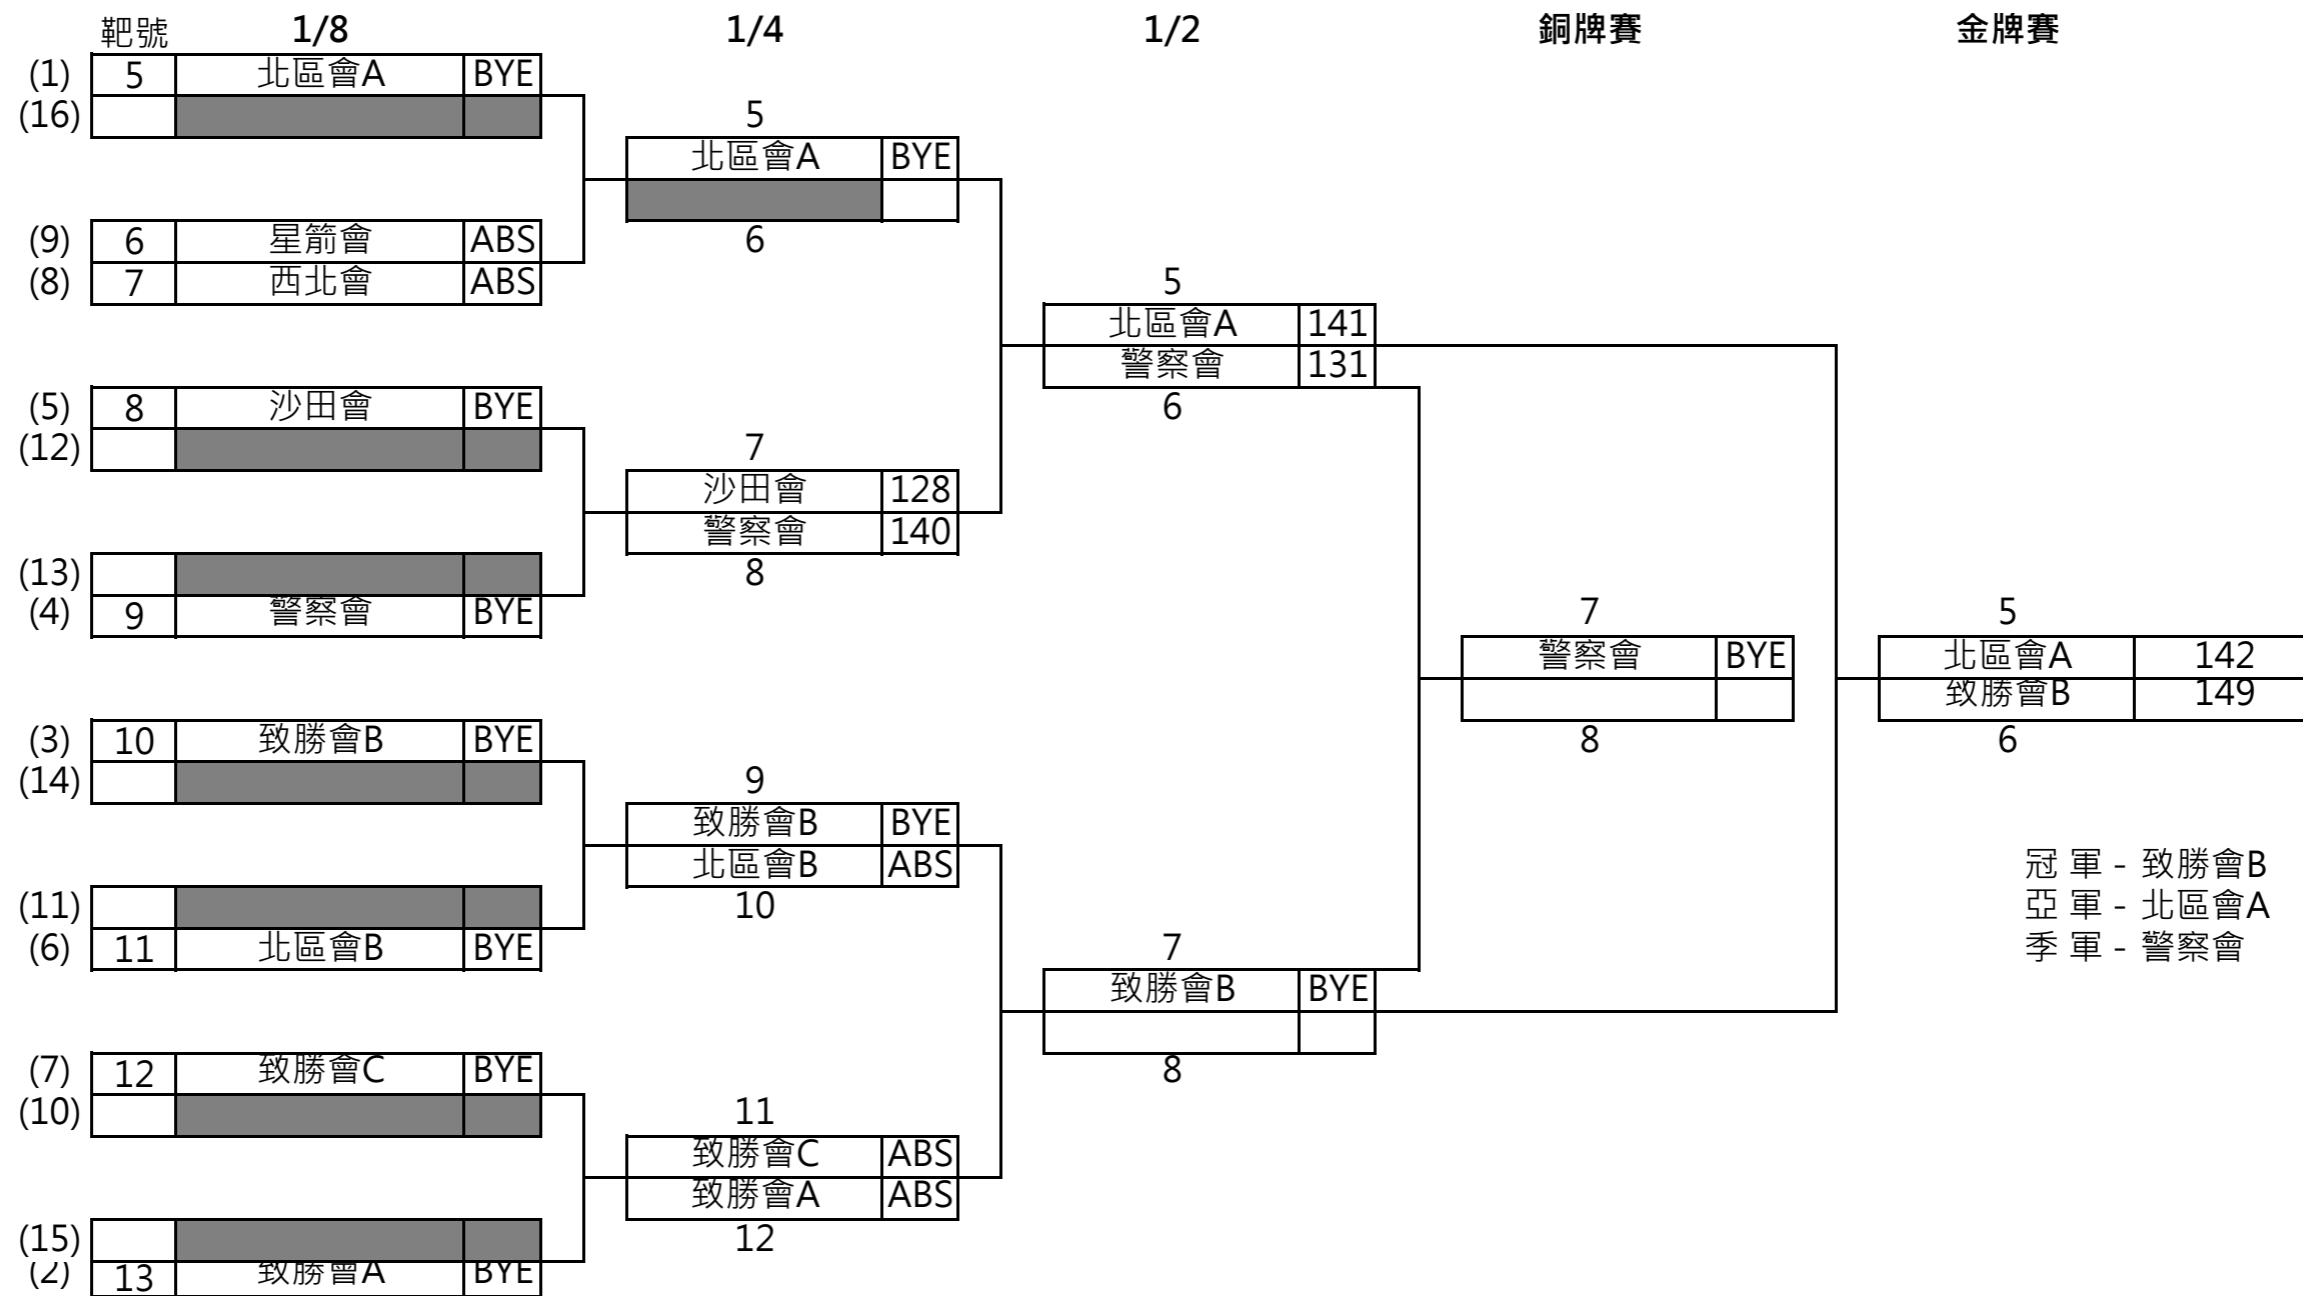 靶號 1/8 1/4 1/2 銅牌賽 金牌賽
(1) 5 北區會A BYE
(16) 5
北區會A BYE
(9) 6 星箭會 ABS 6
(8) 7 西北會 ABS 5
北區會A 141
警察會 131
(5) 8 沙田會 BYE 6
(12) 7
沙田會 128
警察會 140
(13) 8
(4) 9 警察會 BYE 7 5
警察會 BYE 北區會A 142
致勝會B 149
(3) 10 致勝會B BYE 8 6
(14) 9
致勝會B BYE
北區會B ABS 冠 軍 - 致勝會B
(11) 10 亞 軍 - 北區會A
(6) 11 北區會B BYE 7 季 軍 - 警察會
致勝會B BYE
(7) 12 致勝會C BYE 8
(10) 11
致勝會C ABS
致勝會A ABS
(15) 12
(2) 13 致勝會A BYE